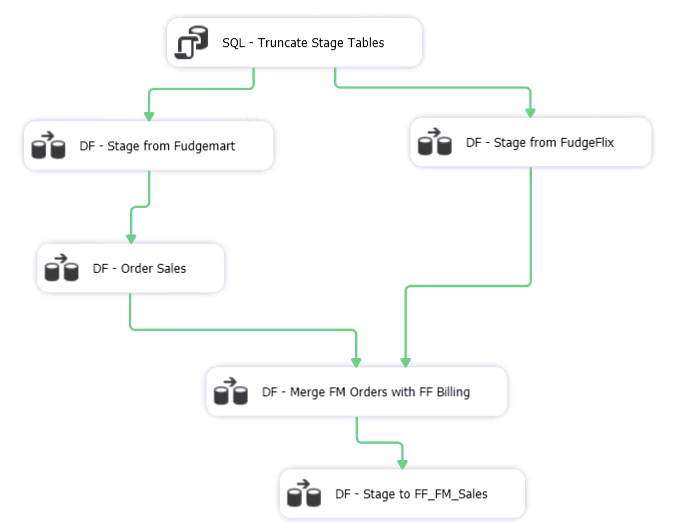 SQL - Truncate Stage Tables
DF - Stage from Fudgemart
DF - Stage from FudgeFlix
DF - Order Sales
DF - Merge FM Orders with FF Billing
DF - Stage to FF_FM_Sales